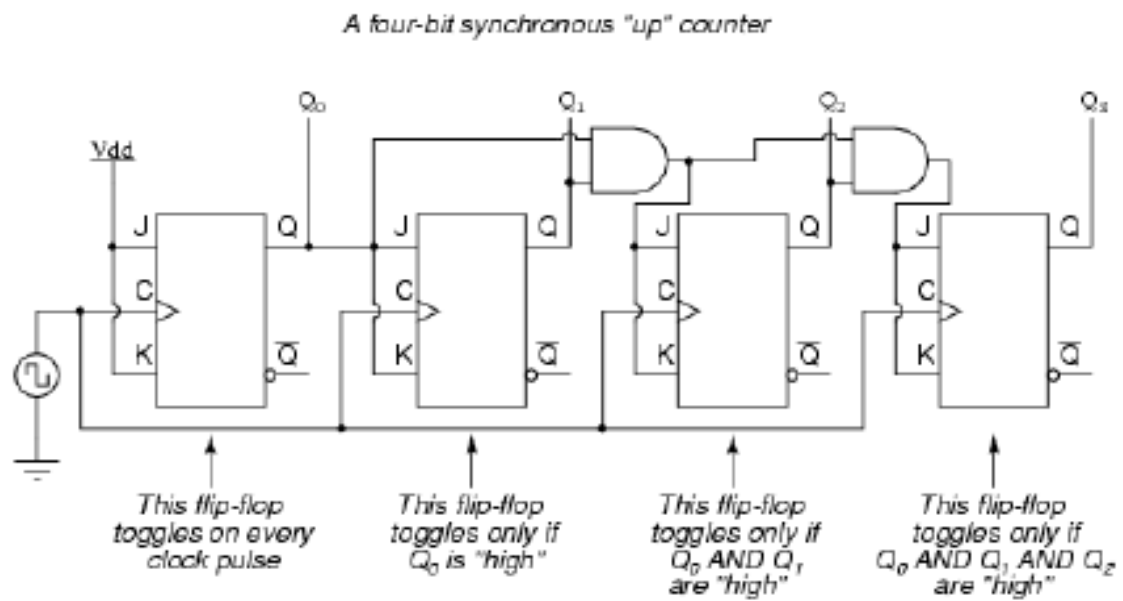 A four-bit synchronous "up" counter
Q₀ Q₁ Q₂ Q₃
Vdd
J Q J Q J Q J Q
C C C C
K Q̅ K Q̅ K Q̅ K Q̅
This flip-flop
toggles on every
clock pulse
This flip-flop
toggles only if
Q₀ is "high"
This flip-flop
toggles only if
Q₀ AND Q₁
are "high"
This flip-flop
toggles only if
Q₀ AND Q₁ AND Q₂
are "high"